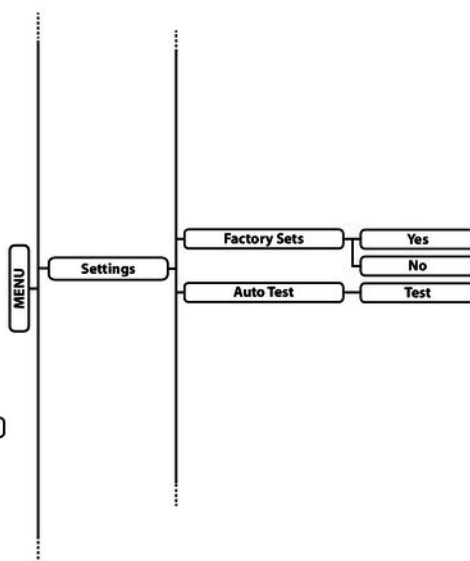 MENU
Settings
Factory Sets
Yes
No
Auto Test
Test